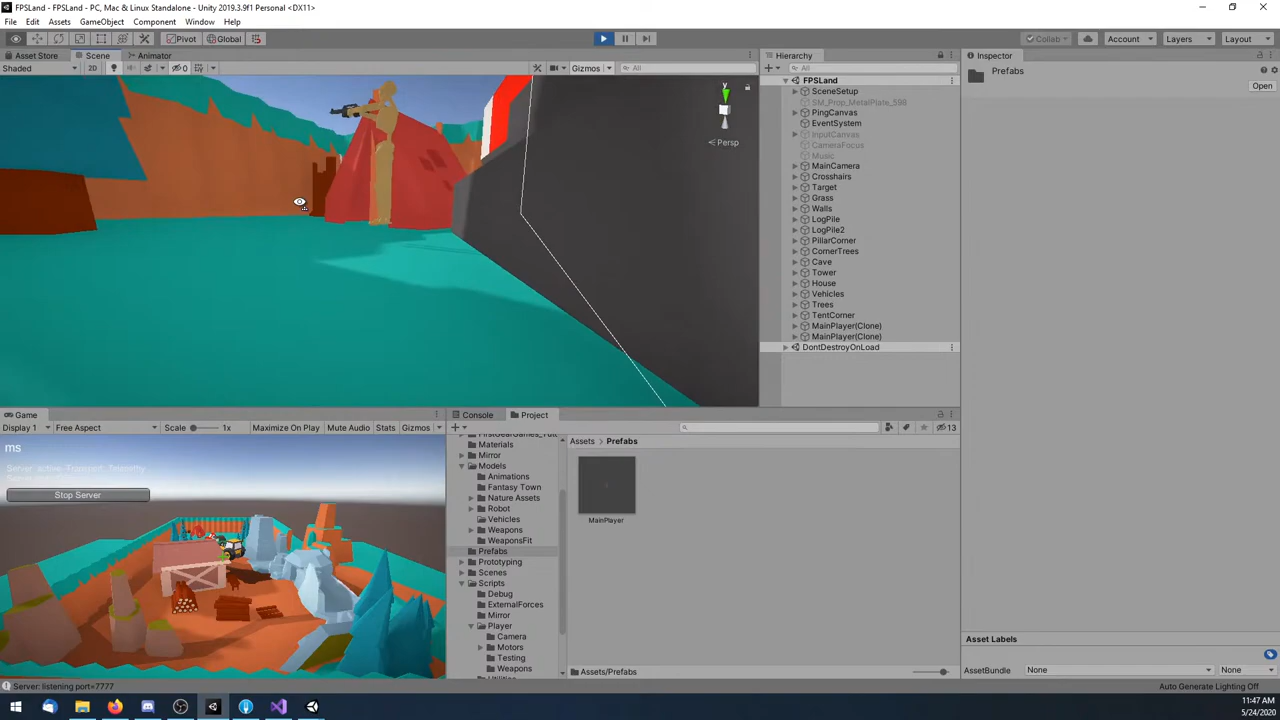 FPSLand - FPSLand - PC, Mac & Linux Standalone - Unity 2019.3.9f1 Personal <DX11>
File Edit Assets GameObject Component Window Help
Pivot Global Collab Account Layers Layout
Asset Store Scene Animator Hierarchy Inspector
Shaded 2D 0 Gizmos All All Prefabs
Open
FPSLand
SceneSetup
SM_Prop_MetalPlate_598
PingCanvas
EventSystem
InputCanvas
CameraFocus
Music
MainCamera
Crosshairs
Target
Grass
Walls
LogPile
LogPile2
PillarCorner
CornerTrees
Cave
Tower
House
Vehicles
Trees
TentCorner
MainPlayer(Clone)
MainPlayer(Clone)
DontDestroyOnLoad
y
Persp
Game Console Project
Display 1 Free Aspect Scale 1x Maximize On Play Mute Audio Stats Gizmos 13
ms
Stop Server
Materials
Mirror
Models
Animations
Fantasy Town
Nature Assets
Robot
Vehicles
Weapons
WeaponsFit
Prefabs
Prototyping
Scenes
Scripts
Debug
ExternalForces
Mirror
Player
Camera
Motors
Testing
Weapons
Assets > Prefabs
MainPlayer
Assets/Prefabs
Asset Labels
AssetBundle None None
Server: listening port=7777 Auto Generate Lighting Off
11:47 AM
5/24/2020